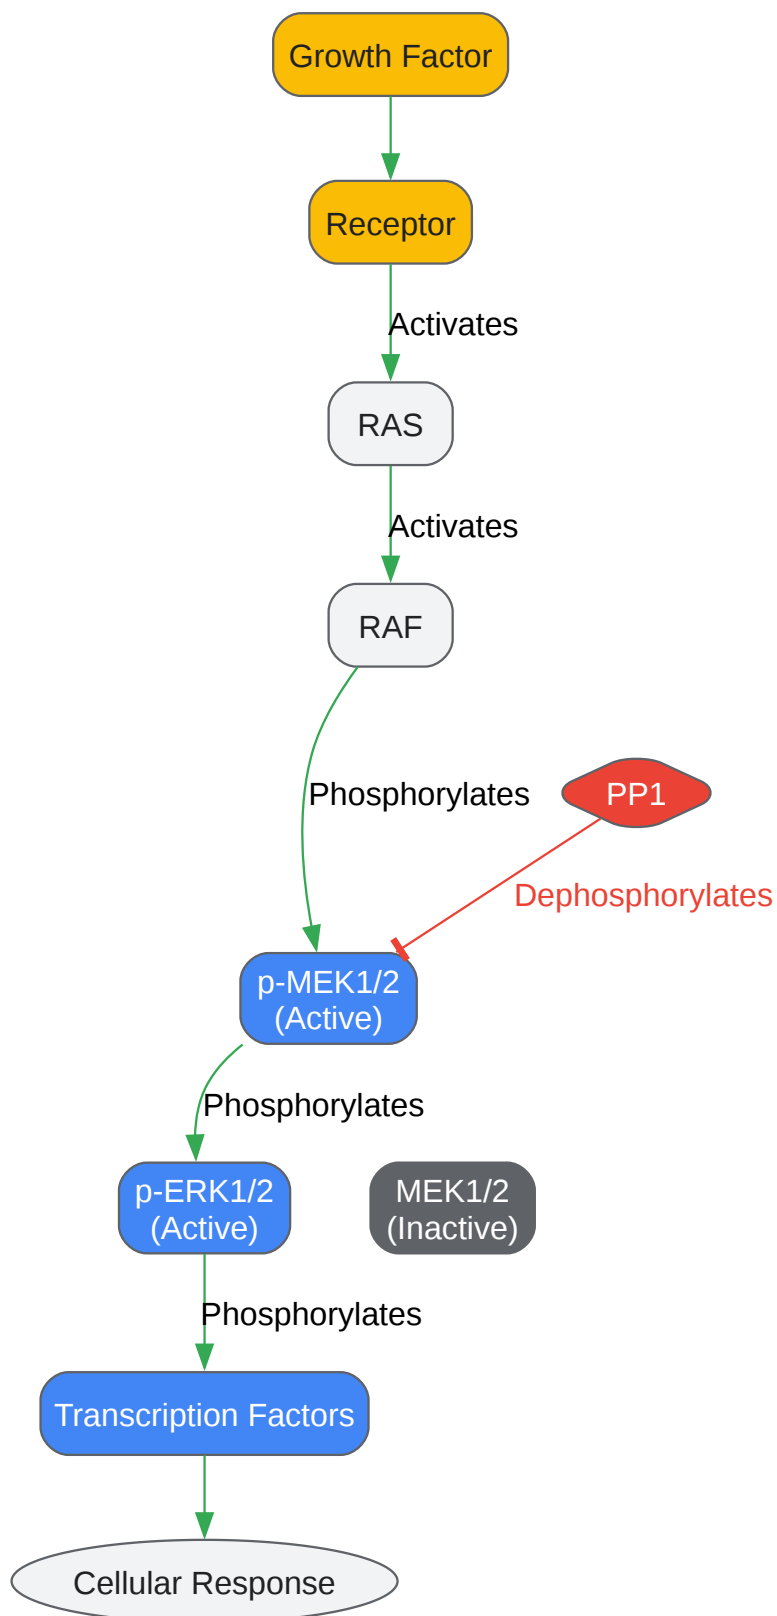 Growth Factor
Receptor
Activates
RAS
Activates
RAF
Phosphorylates
PP1
Dephosphorylates
p-MEK1/2
(Active)
Phosphorylates
p-ERK1/2
(Active)
MEK1/2
(Inactive)
Phosphorylates
Transcription Factors
Cellular Response